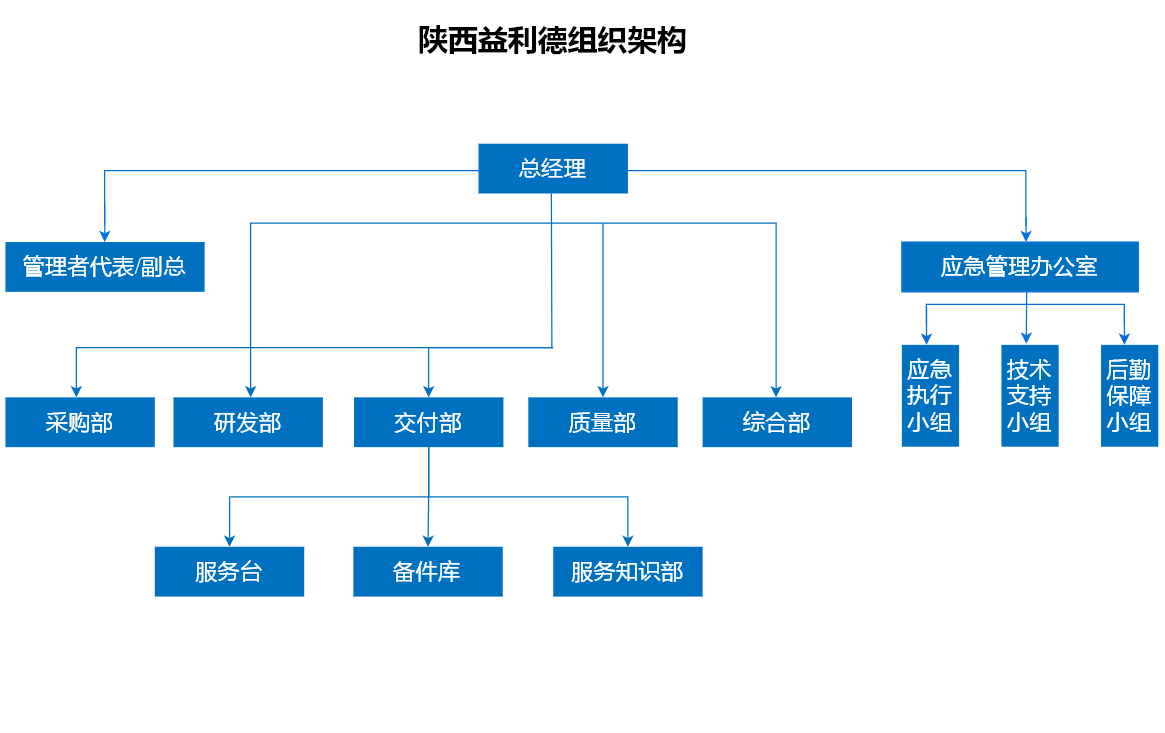 陕西益利德组织架构
总经理
管理者代表/副总
应急管理办公室
应急
执行
小组
技术
支持
小组
后勤
保障
小组
采购部
研发部
交付部
质量部
综合部
服务台
备件库
服务知识部